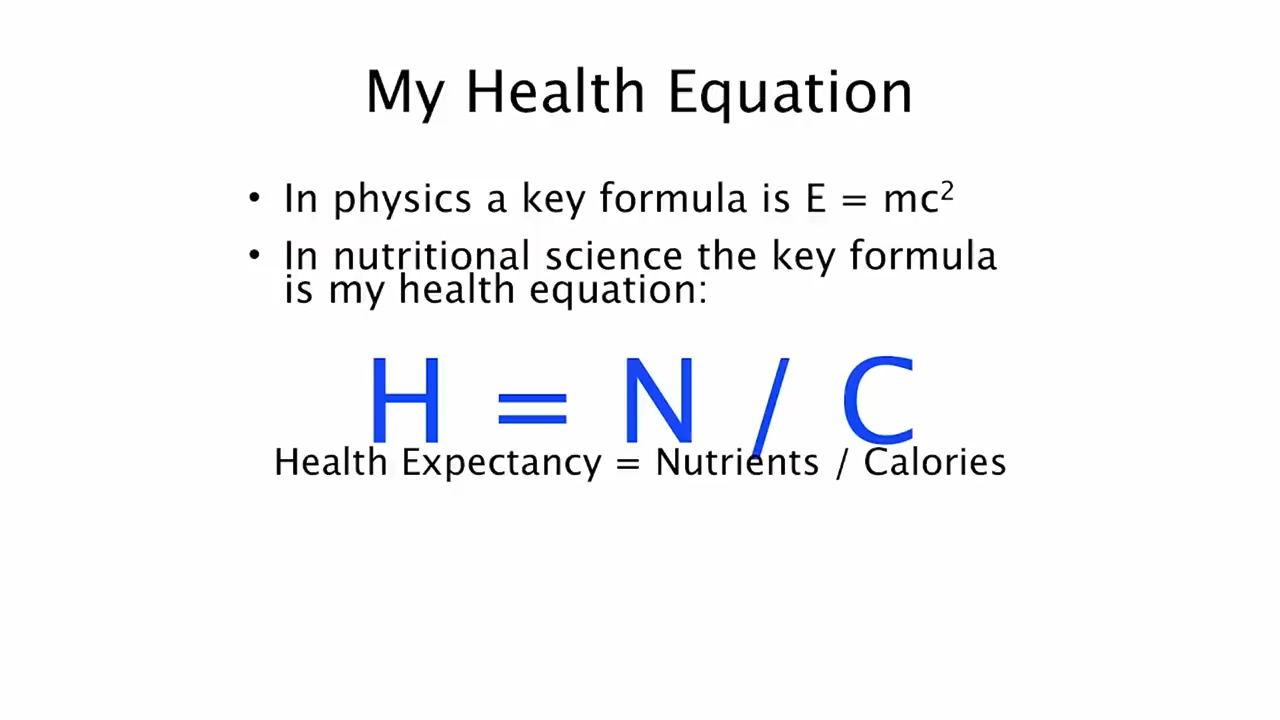 My Health Equation
• In physics a key formula is E = mc²
• In nutritional science the key formula
is my health equation:
H = N / C
Health Expectancy = Nutrients / Calories